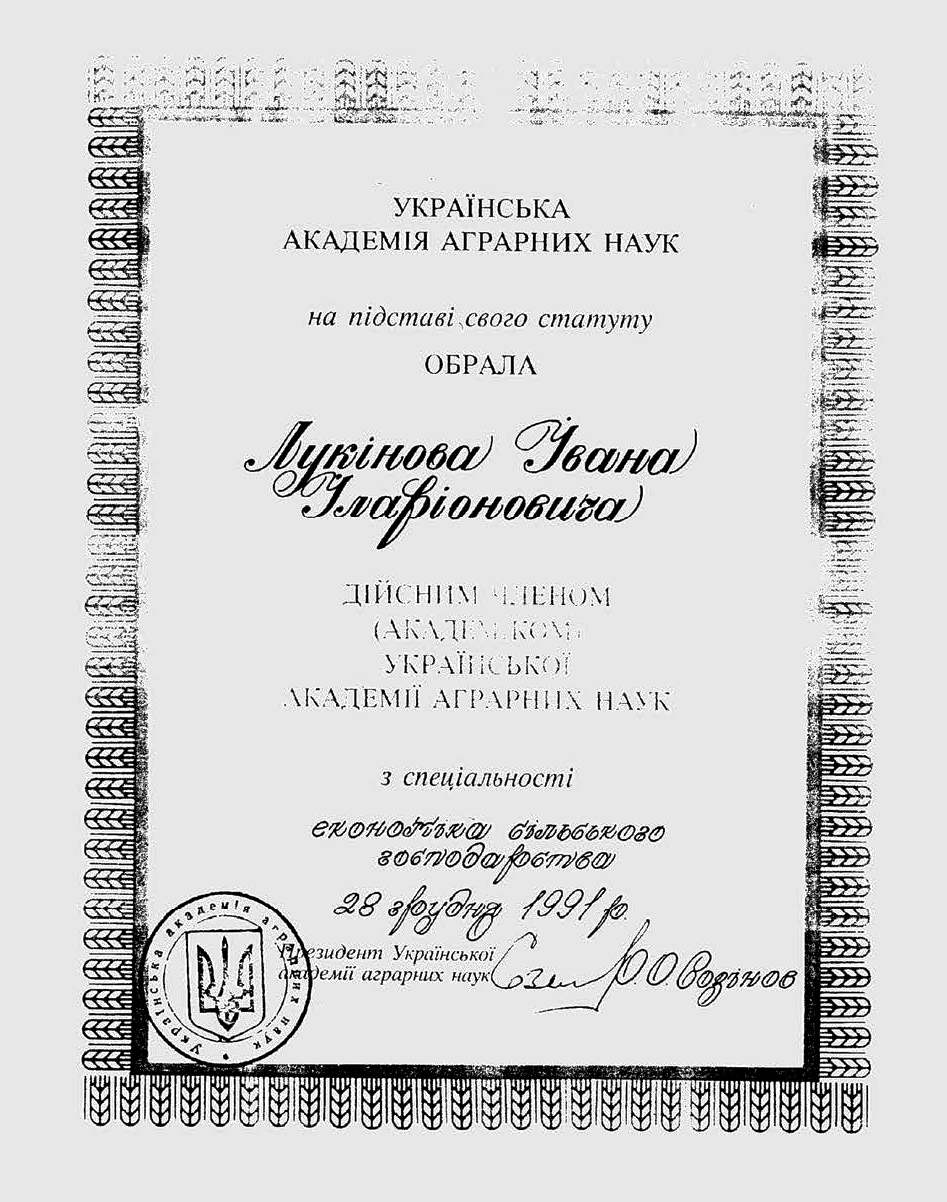 УКРАЇНСЬКА
АКАДЕМІЯ АГРАРНИХ НАУК
на підставі свого статуту
ОБРАЛА
Лукінова Івана
Іларіоновича
ДІЙСНИМ ЧЛЕНОМ
(АКАДЕМІКОМ)
УКРАЇНСЬКОЇ
АКАДЕМІЇ АГРАРНИХ НАУК
з спеціальності
економіка сільського
господарства
28 грудня 1991 р.
Президент Української
академії аграрних наук
О.О. Созінов
Українська академія аграрних наук